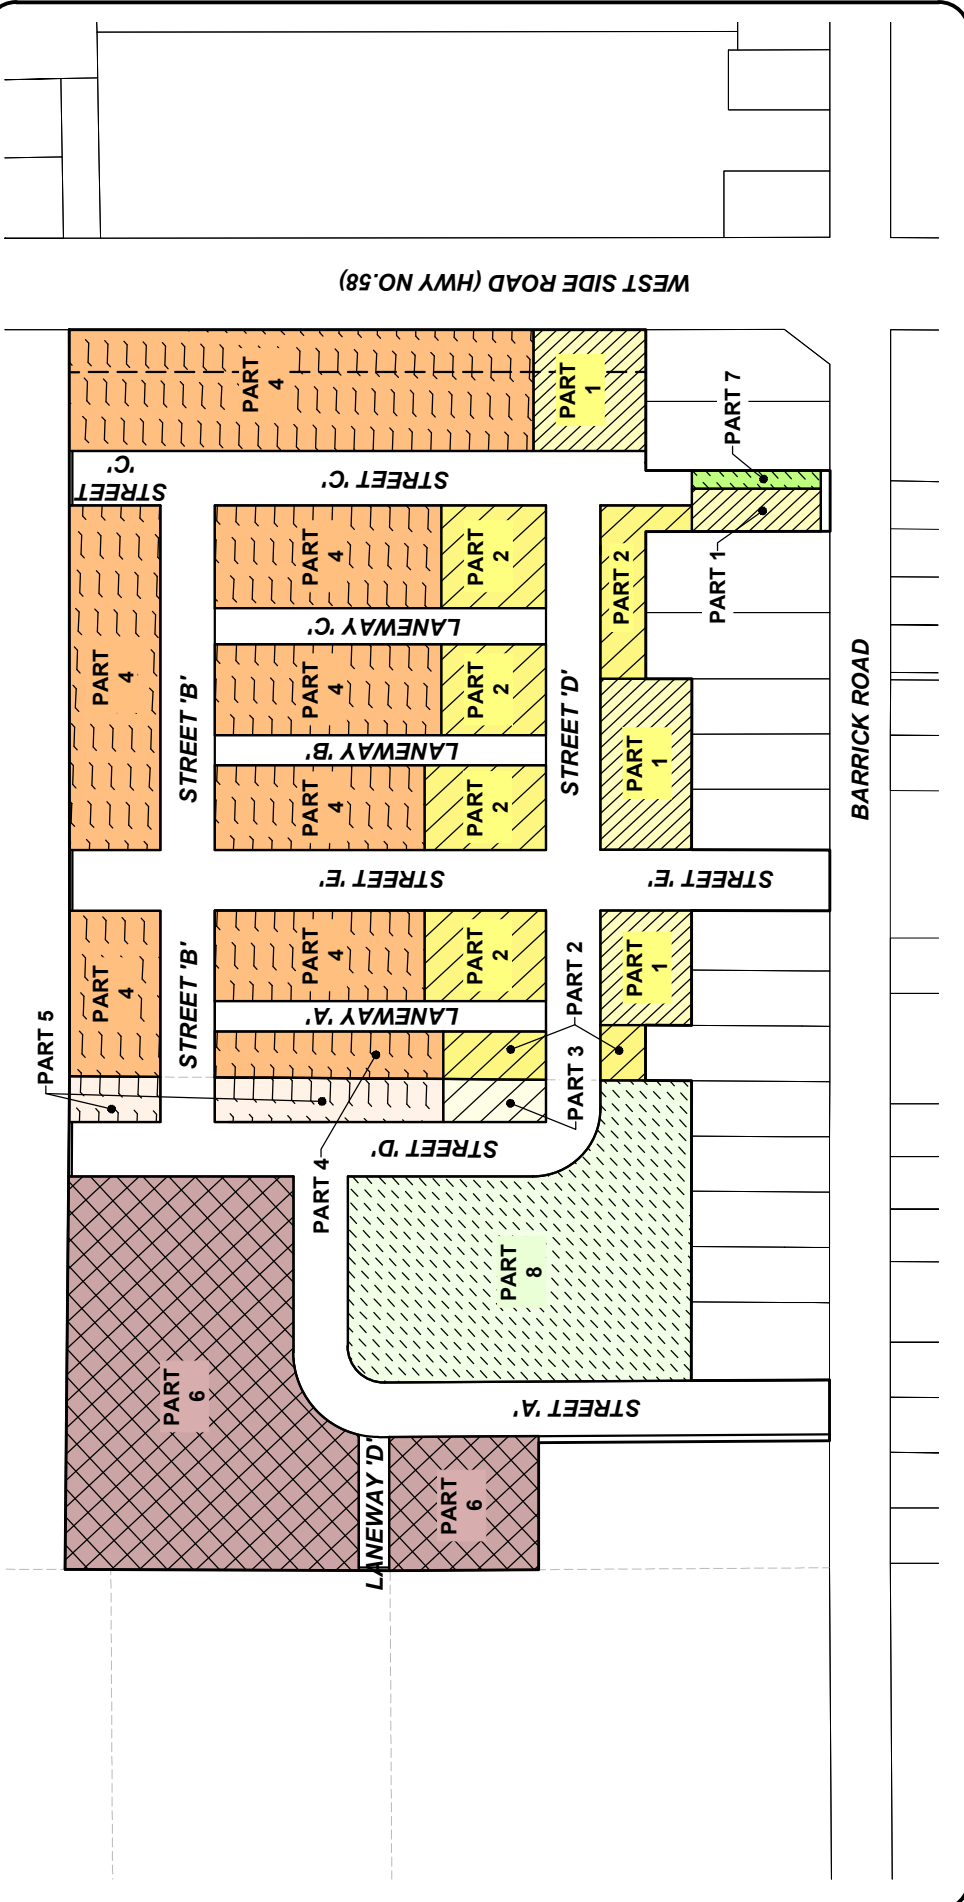 WEST SIDE ROAD (HWY NO.58)
PART
4
PART
1
PART 7
STREET
'C'
STREET 'C'
PART
4
PART
4
PART
2
PART 2
PART 1
LANEWAY 'C'
PART
4
PART
2
STREET 'B'
STREET 'D'
BARRICK ROAD
LANEWAY 'B'
PART
4
PART
2
PART
1
STREET 'E'
STREET 'E'
PART
4
PART
4
PART
2
PART
1
PART 2
STREET 'B'
LANEWAY 'A'
PART 5
PART 3
STREET 'D'
PART 4
PART
8
PART
6
STREET 'A'
LANEWAY 'D'
PART
6